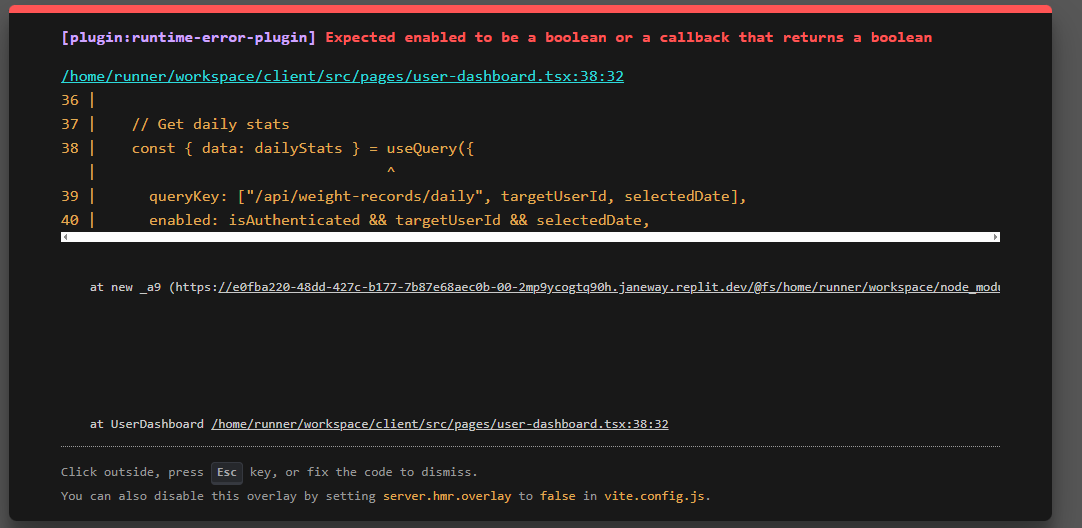 [plugin:runtime-error-plugin] Expected enabled to be a boolean or a callback that returns a boolean
/home/runner/workspace/client/src/pages/user-dashboard.tsx:38:32
36 |
37 |    // Get daily stats
38 |    const { data: dailyStats } = useQuery({
   |                                  ^
39 |      queryKey: ["/api/weight-records/daily", targetUserId, selectedDate],
40 |      enabled: isAuthenticated && targetUserId && selectedDate,
at new _a9 (https://e0fba220-48dd-427c-b177-7b87e68aec0b-00-2mp9ycogtq90h.janeway.replit.dev/@fs/home/runner/workspace/node_modu
at UserDashboard /home/runner/workspace/client/src/pages/user-dashboard.tsx:38:32
Click outside, press Esc key, or fix the code to dismiss.
You can also disable this overlay by setting server.hmr.overlay to false in vite.config.js.